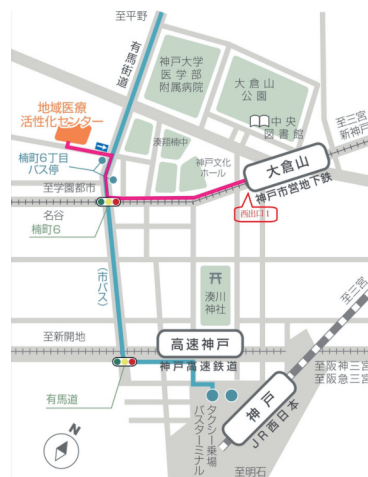 至平野
有馬街道
神戸大学
医学部
附属病院
大倉山
公園
地域医療
活性化センター
中央
図書館
至三宮
新神戸
楠町6丁目
バス停
湊翔楠中
神戸文化
ホール
大倉山
神戸市営地下鉄
至学園都市
名谷
西出口1
楠町6
(市バス)
湊川
神社
至三宮
至新開地
高速神戸
神戸高速鉄道
至阪神三宮
至阪急三宮
有馬道
神戸
JR西日本
タクシー乗場
バスターミナル
N
至明石